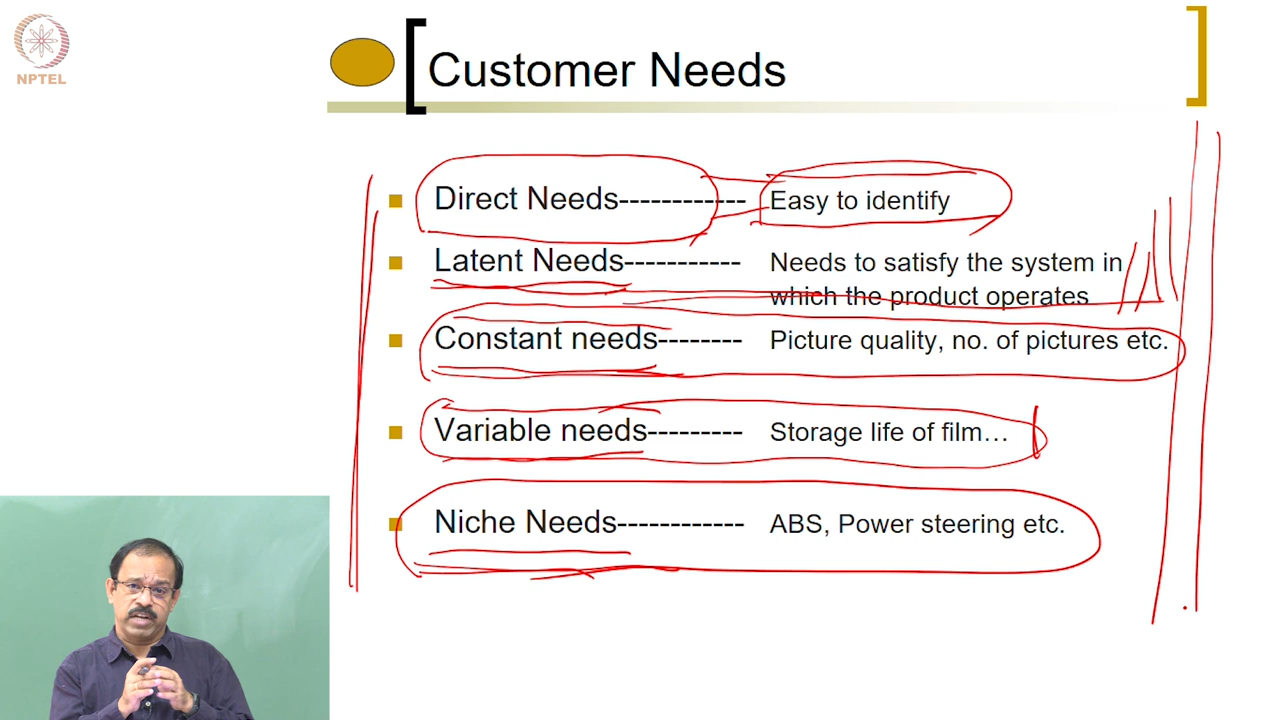 NPTEL
Customer Needs
Direct Needs------------ Easy to identify
Latent Needs----------- Needs to satisfy the system in
which the product operates
Constant needs-------- Picture quality, no. of pictures etc.
Variable needs--------- Storage life of film…
Niche Needs------------ ABS, Power steering etc.